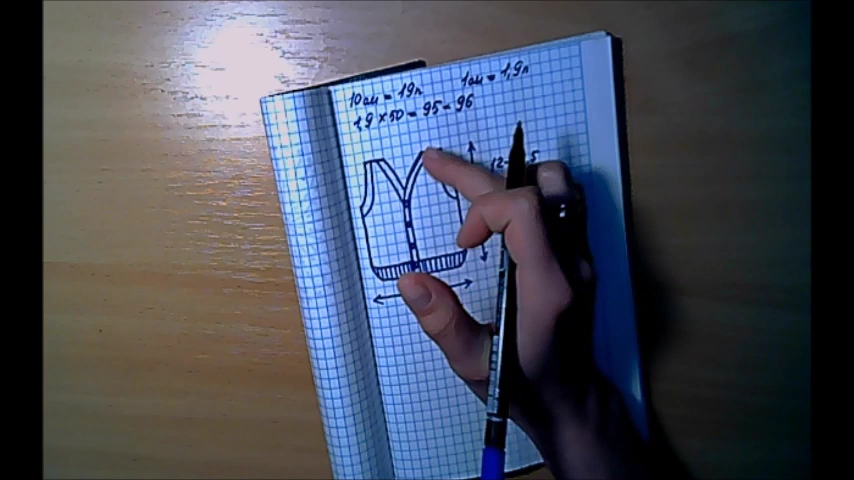 10см = 19п 1см = 1,9п
1,9 × 50 = 95 = 96